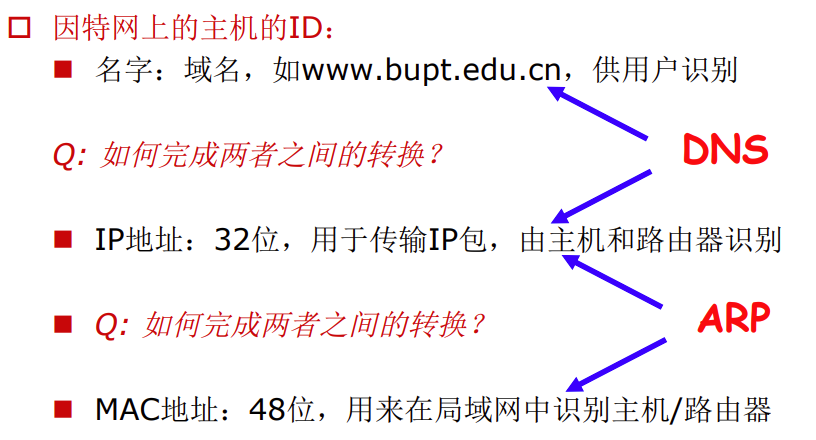 因特网上的主机的ID：
名字：域名，如www.bupt.edu.cn，供用户识别
DNS
Q: 如何完成两者之间的转换？
IP地址：32位，用于传输IP包，由主机和路由器识别
ARP
Q: 如何完成两者之间的转换？
MAC地址：48位，用来在局域网中识别主机/路由器